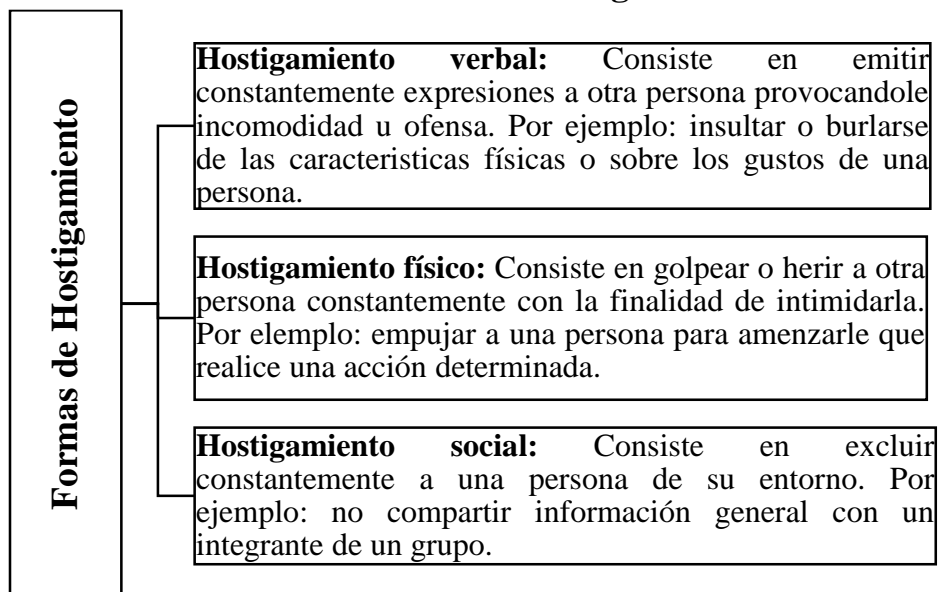 Formas de Hostigamiento
Hostigamiento verbal: Consiste en emitir
constantemente expresiones a otra persona provocandole
incomodidad u ofensa. Por ejemplo: insultar o burlarse
de las caracteristicas físicas o sobre los gustos de una
persona.
Hostigamiento físico: Consiste en golpear o herir a otra
persona constantemente con la finalidad de intimidarla.
Por elemplo: empujar a una persona para amenzarle que
realice una acción determinada.
Hostigamiento social: Consiste en excluir
constantemente a una persona de su entorno. Por
ejemplo: no compartir información general con un
integrante de un grupo.